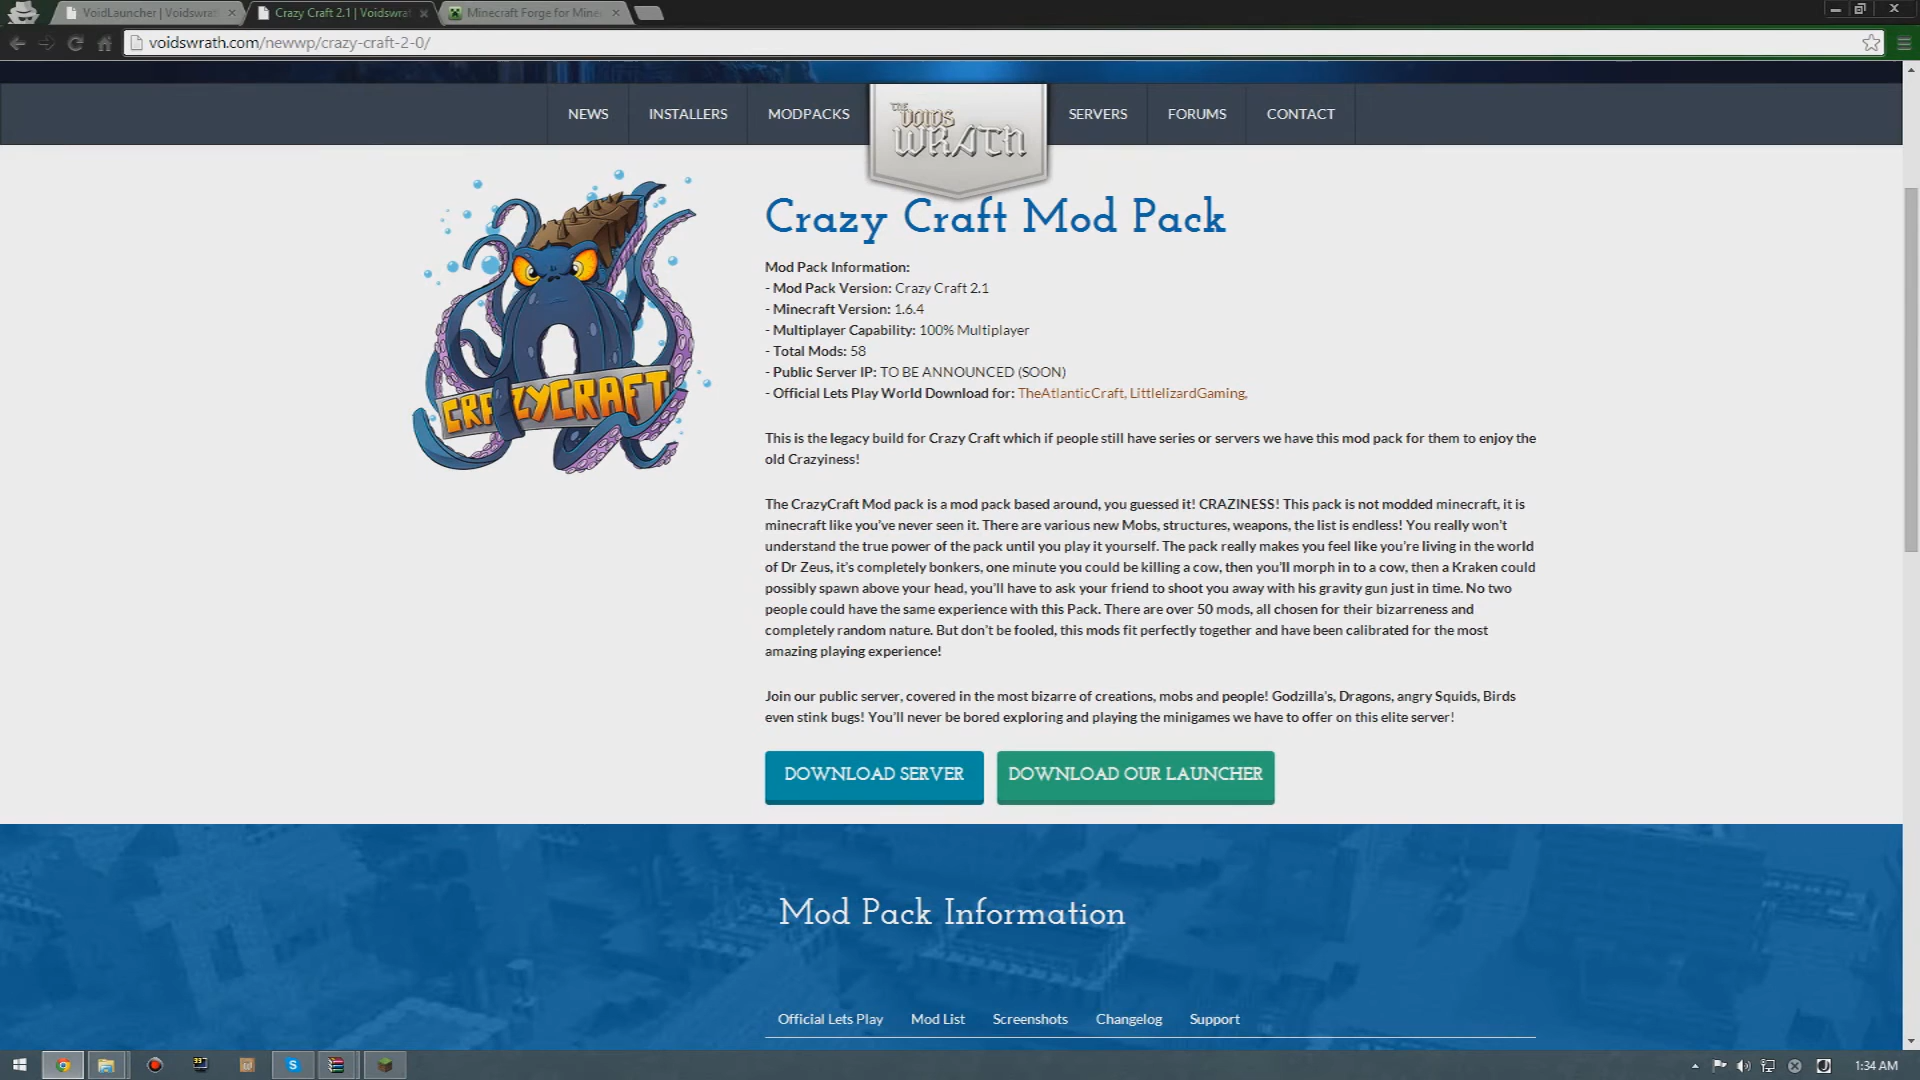 VoidLauncher | Voidswrath
Crazy Craft 2.1 | Voidswrat
Minecraft Forge for Mine
voidswrath.com/newwp/crazy-craft-2-0/
NEWS
INSTALLERS
MODPACKS
THE VOIDS WRATH
SERVERS
FORUMS
CONTACT
CRAZYCRAFT
Crazy Craft Mod Pack
Mod Pack Information:
- Mod Pack Version: Crazy Craft 2.1
- Minecraft Version: 1.6.4
- Multiplayer Capability: 100% Multiplayer
- Total Mods: 58
- Public Server IP: TO BE ANNOUNCED (SOON)
- Official Lets Play World Download for: TheAtlanticCraft, LittlelizardGaming,
This is the legacy build for Crazy Craft which if people still have series or servers we have this mod pack for them to enjoy the
old Crazyiness!
The CrazyCraft Mod pack is a mod pack based around, you guessed it! CRAZINESS! This pack is not modded minecraft, it is
minecraft like you've never seen it. There are various new Mobs, structures, weapons, the list is endless! You really won't
understand the true power of the pack until you play it yourself. The pack really makes you feel like you're living in the world
of Dr Zeus, it's completely bonkers, one minute you could be killing a cow, then you'll morph in to a cow, then a Kraken could
possibly spawn above your head, you'll have to ask your friend to shoot you away with his gravity gun just in time. No two
people could have the same experience with this Pack. There are over 50 mods, all chosen for their bizarreness and
completely random nature. But don't be fooled, this mods fit perfectly together and have been calibrated for the most
amazing playing experience!
Join our public server, covered in the most bizarre of creations, mobs and people! Godzilla's, Dragons, angry Squids, Birds
even stink bugs! You'll never be bored exploring and playing the minigames we have to offer on this elite server!
DOWNLOAD SERVER
DOWNLOAD OUR LAUNCHER
Mod Pack Information
Official Lets Play
Mod List
Screenshots
Changelog
Support
1:34 AM